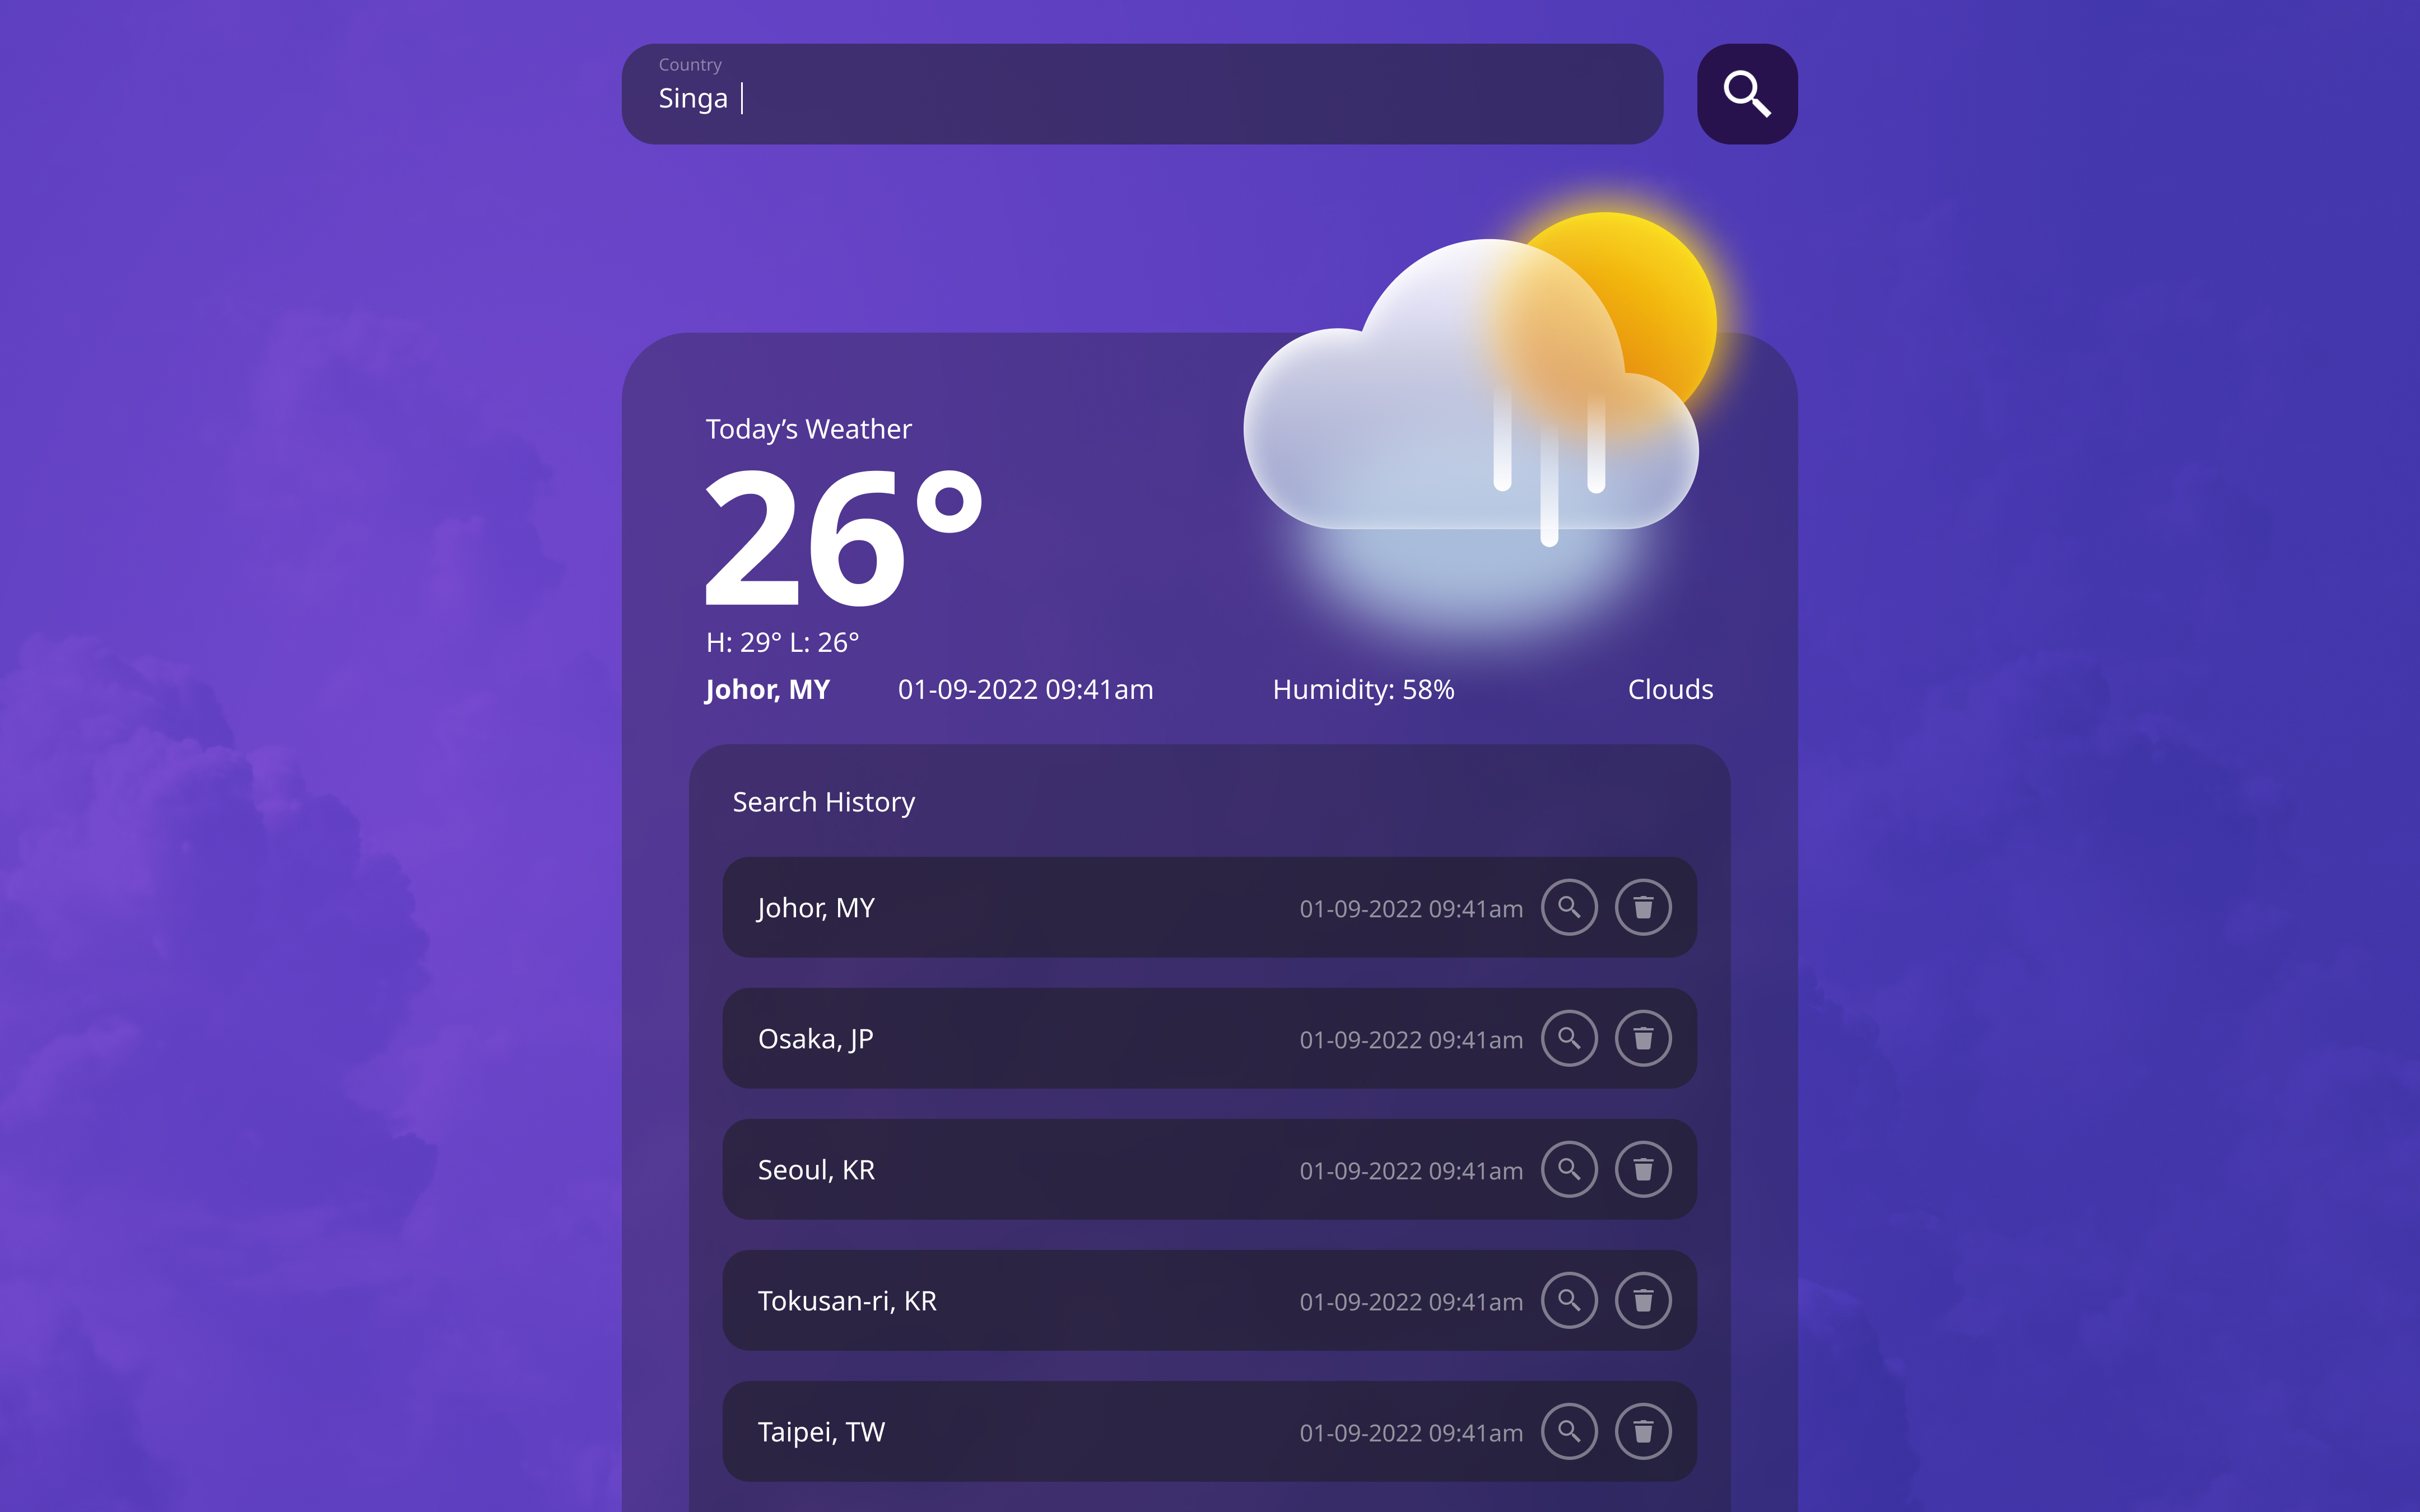 Country
Singa
Today’s Weather
26°
H: 29° L: 26°
Johor, MY 01-09-2022 09:41am Humidity: 58% Clouds
Search History
Johor, MY 01-09-2022 09:41am
Osaka, JP 01-09-2022 09:41am
Seoul, KR 01-09-2022 09:41am
Tokusan-ri, KR 01-09-2022 09:41am
Taipei, TW 01-09-2022 09:41am